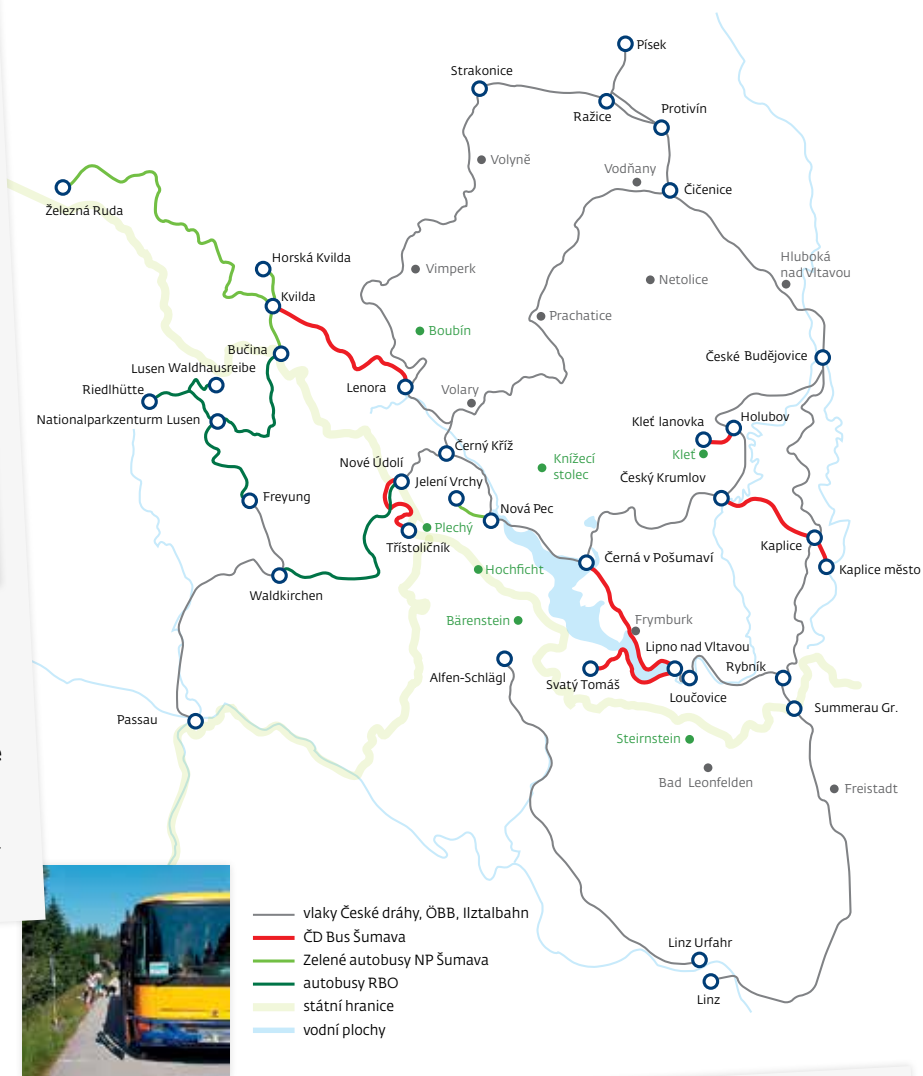 Písek
Strakonice
Ražice
Protivín
Volyně
Vodňany
Čičenice
Železná Ruda
Horská Kvilda
Vimperk
Netolice
Hluboká
nad Vltavou
Kvilda
Prachatice
Boubín
Bučina
České Budějovice
Lusen Waldhausreibe
Riedlhütte
Lenora
Volary
Nationalparkzenturm Lusen
Kleť Ianovka
Holubov
Černý Kříž
Kleť
Nové Údolí
Knížecí
stolec
Jelení Vrchy
Český Krumlov
Freyung
Nová Pec
Plechý
Třístoličník
Kaplice
Černá v Pošumaví
Kaplice město
Hochficht
Waldkirchen
Bärenstein
Frymburk
Lipno nad Vltavou
Alfen-Schlägl
Svatý Tomáš
Rybník
Loučovice
Summerau Gr.
Passau
Steirnstein
Bad Leonfelden
Freistadt
vlaky České dráhy, ÖBB, Ilztalbahn
ČD Bus Šumava
Zelené autobusy NP Šumava
autobusy RBO
státní hranice
vodní plochy
Linz Urfahr
Linz